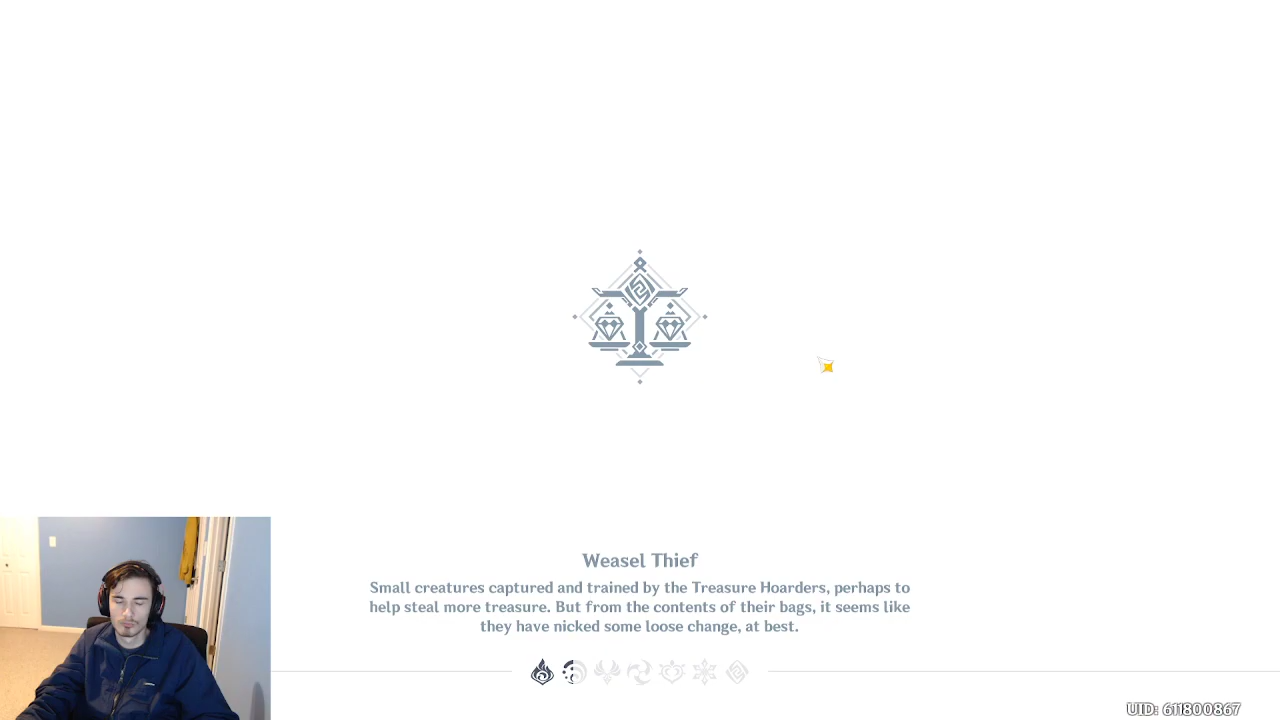 Weasel Thief
Small creatures captured and trained by the Treasure Hoarders, perhaps to
help steal more treasure. But from the contents of their bags, it seems like
they have nicked some loose change, at best.
UID: 611800867